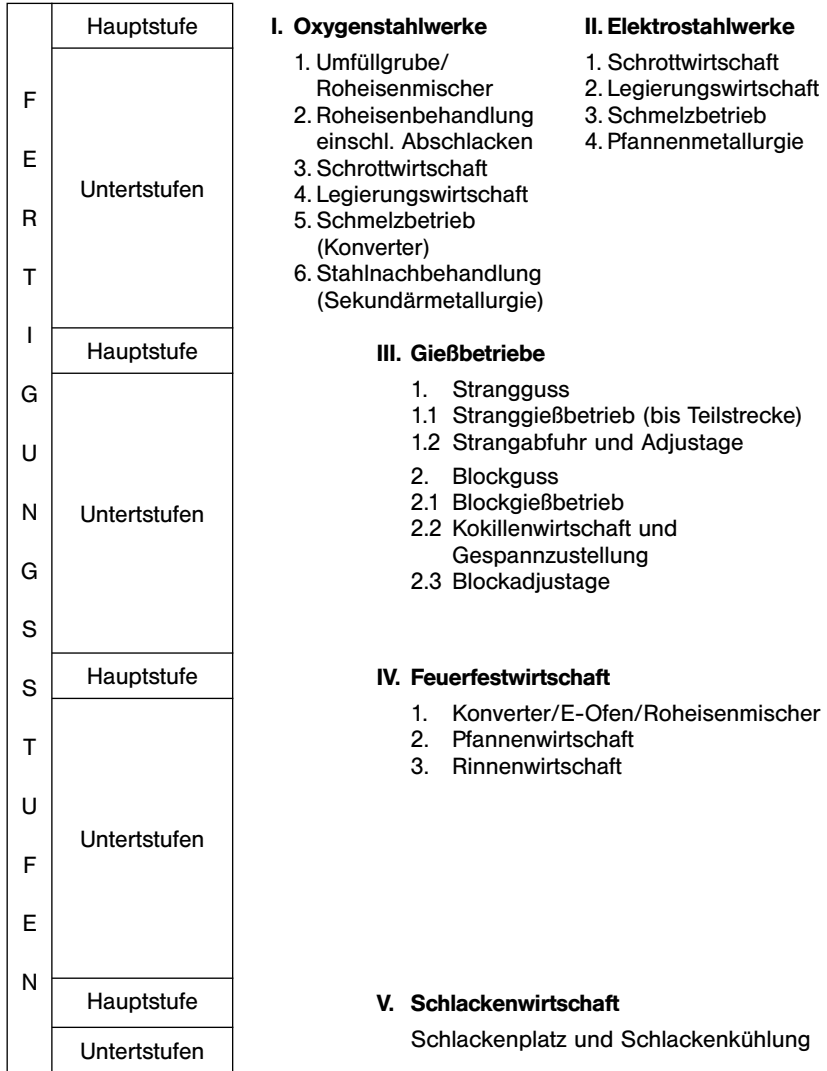 FERTIGUNGSSTUFEN
Hauptstufe
I. Oxygenstahlwerke
II. Elektrostahlwerke
Untertstufen
1. Umfüllgrube/
Roheisenmischer
2. Roheisenbehandlung
einschl. Abschlacken
3. Schrottwirtschaft
4. Legierungswirtschaft
5. Schmelzbetrieb
(Konverter)
6. Stahlnachbehandlung
(Sekundärmetallurgie)
1. Schrottwirtschaft
2. Legierungswirtschaft
3. Schmelzbetrieb
4. Pfannenmetallurgie
Hauptstufe
III. Gießbetriebe
Untertstufen
1. Strangguss
1.1 Stranggießbetrieb (bis Teilstrecke)
1.2 Strangabfuhr und Adjustage
2. Blockguss
2.1 Blockgießbetrieb
2.2 Kokillenwirtschaft und
Gespannzustellung
2.3 Blockadjustage
Hauptstufe
IV. Feuerfestwirtschaft
Untertstufen
1. Konverter/E-Ofen/Roheisenmischer
2. Pfannenwirtschaft
3. Rinnenwirtschaft
Hauptstufe
V. Schlackenwirtschaft
Untertstufen
Schlackenplatz und Schlackenkühlung